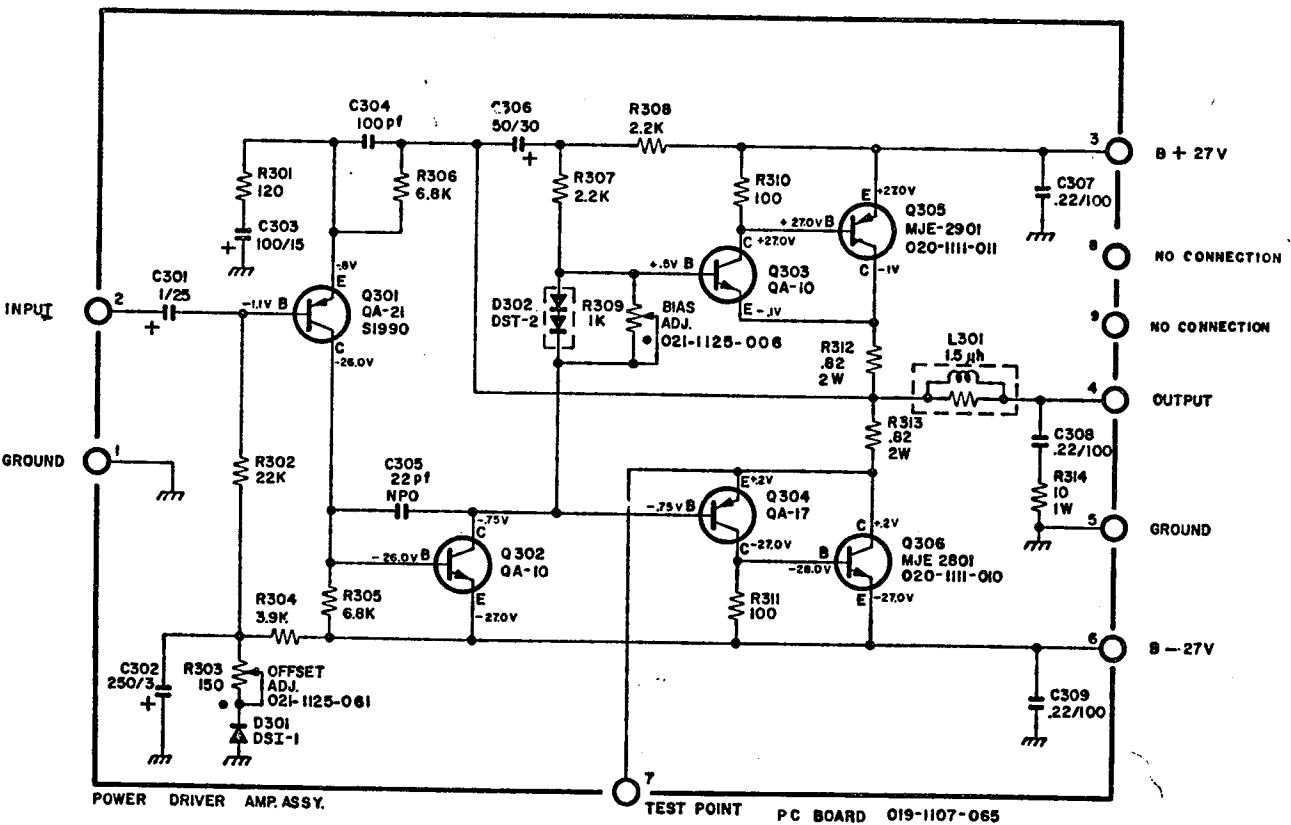 C304
100 pf
C306
50/30
+
R308
2.2K
3
B + 27V
R301
120
R306
6.8K
R307
2.2K
R310
100
C307
.22/100
E +27.0V
Q305
MJE-2901
020-1111-011
+ 27.0V B
C
-.1V
C303
100/15
+
C +27.0V
8
NO CONNECTION
C301
1/25
+
-.6V
E
+.6V B
Q303
QA-10
INPUT
2
-1.1V B
Q301
QA-21
S1990
D302
DST-2
R309
1K
BIAS
ADJ.
• 021-1125-006
E -.1V
9
NO CONNECTION
C
-26.0V
R312
.82
2W
L301
1.5 µh
4
OUTPUT
R313
.82
2W
C308
.22/100
GROUND
1
R302
22K
C305
22 pf
NPO
E +.2V
Q304
QA-17
R314
10
1W
-.75V
C
-.75V B
5
GROUND
C -27.0V
C +.2V
-26.0V B
Q302
QA-10
B
-26.0V
Q306
MJE 2801
020-1111-010
E
-27.0V
R304
3.9K
R305
6.8K
R311
100
E -27.0V
6
B - 27V
C302
250/3
+
R303
150
•
OFFSET
ADJ.
021-1125-061
C309
.22/100
D301
DSI-1
7
POWER DRIVER AMP. ASSY.
TEST POINT
PC BOARD 019-1107-065